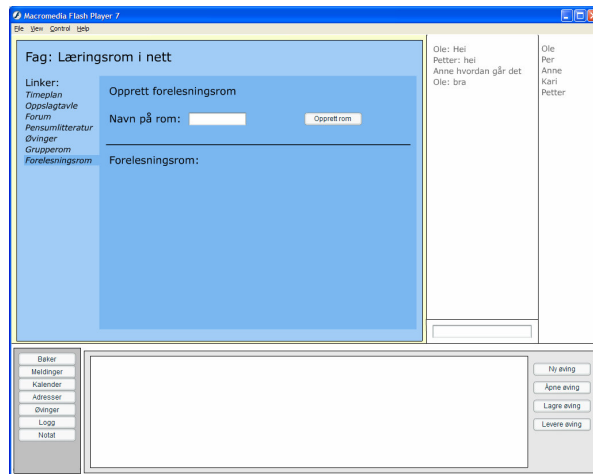 Macromedia Flash Player 7
File View Control Help
Fag: Læringsrom i nett
Linker:
Timeplan
Oppslagtavle
Forum
Pensumlitteratur
Øvinger
Grupperom
Forelesningsrom
Opprett forelesningsrom
Navn på rom:
Opprett rom
Forelesningsrom:
Ole: Hei
Petter: hei
Anne hvordan går det
Ole: bra
Ole
Per
Anne
Kari
Petter
Bøker
Meldinger
Kalender
Adresser
Øvinger
Logg
Notat
Ny øving
Åpne øving
Lagre øving
Levere øving